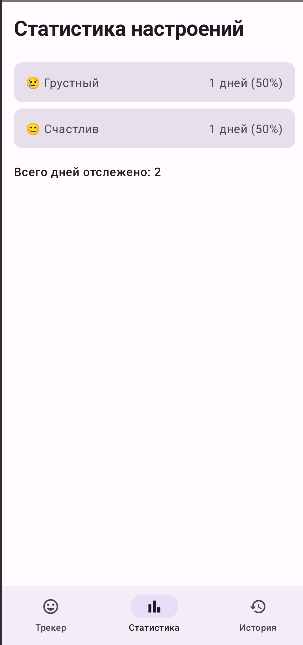 Статистика настроений
😢 Грустный 1 дней (50%)
😊 Счастлив 1 дней (50%)
Всего дней отслежено: 2
Трекер Статистика История